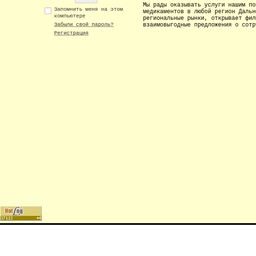 Запомнить меня на этом
компьютере
Забыли свой пароль?
Регистрация
Мы рады оказывать услуги нашим по
медикаментов в любой регион Дальн
региональные рынки, открывает фил
взаимовыгодные предложения о сотр
HotLog